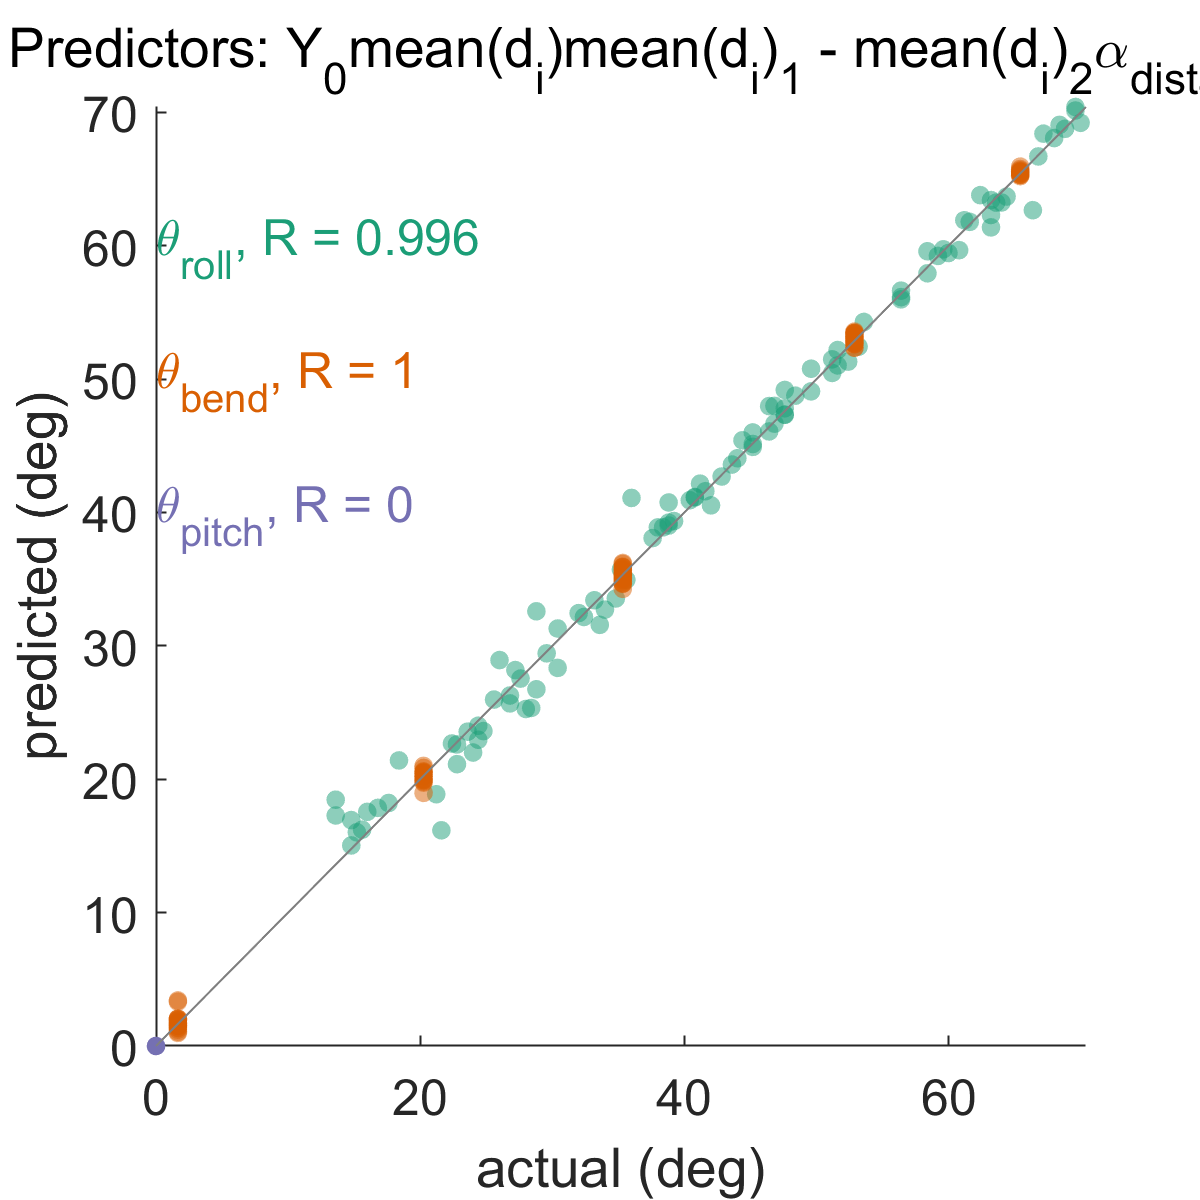 Predictors: Y₀mean(dᵢ)mean(dᵢ)₁ - mean(dᵢ)₂α
70
θroll, R = 0.996
60
θbend, R = 1
50
θpitch, R = 0
40
30
20
10
0
0 20 40 60
predicted (deg)
actual (deg)